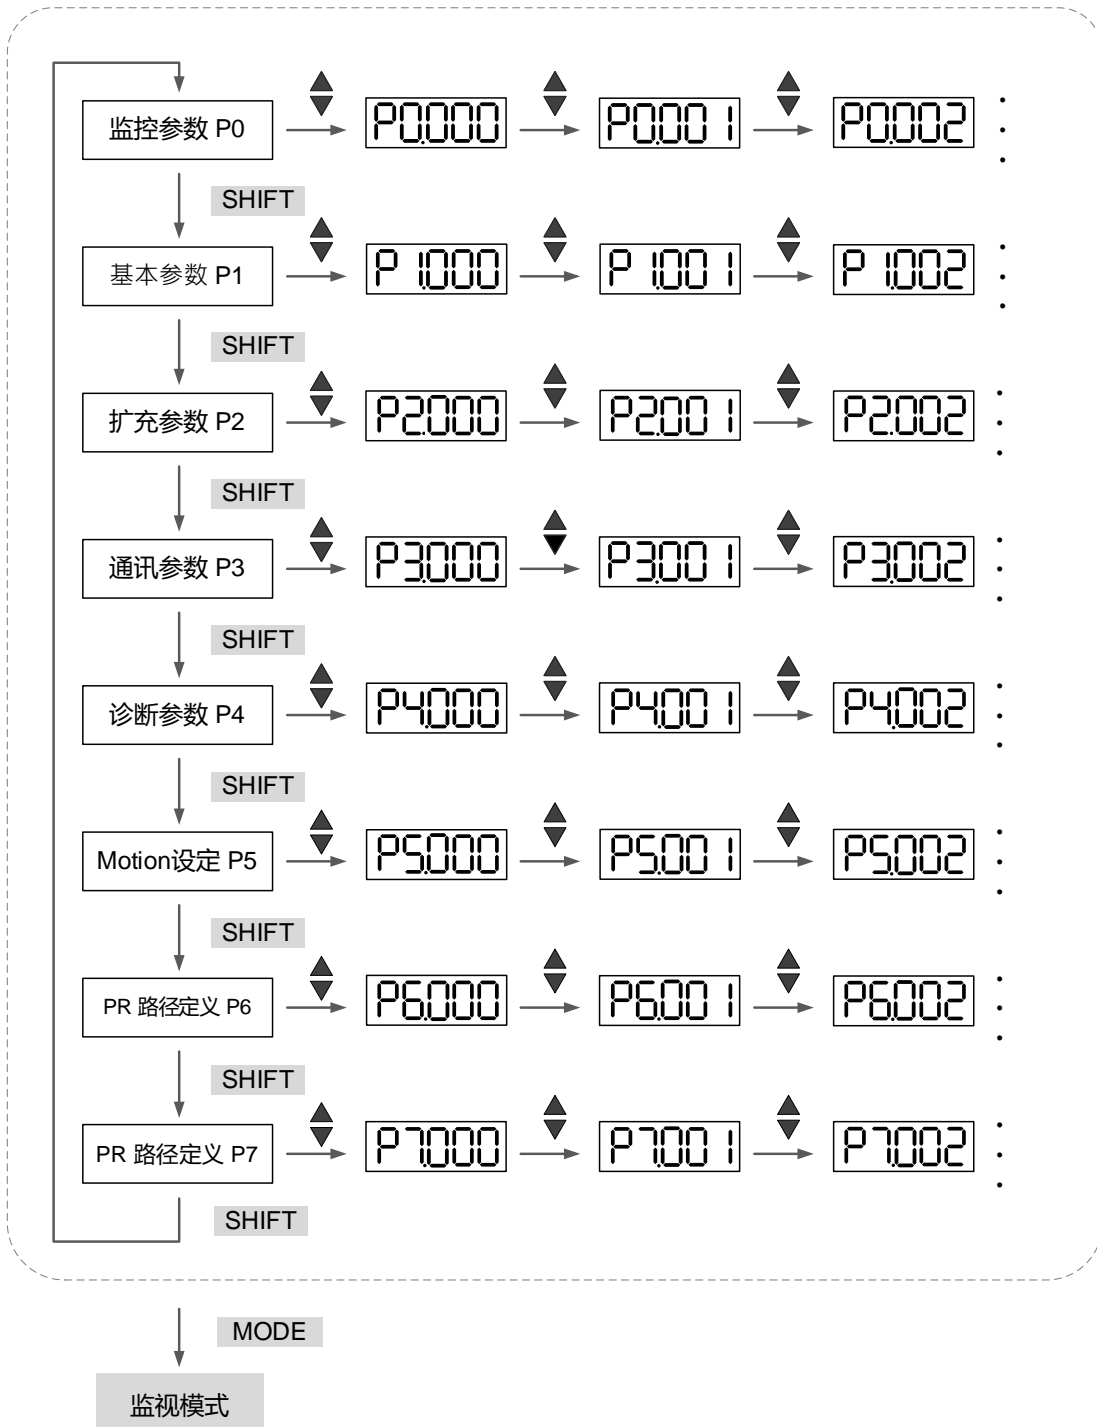 监控参数 P0 P0.000 P0.001 P0.002
SHIFT
基本参数 P1 P1.000 P1.001 P1.002
SHIFT
扩充参数 P2 P2.000 P2.001 P2.002
SHIFT
通讯参数 P3 P3.000 P3.001 P3.002
SHIFT
诊断参数 P4 P4.000 P4.001 P4.002
SHIFT
Motion设定 P5 P5.000 P5.001 P5.002
SHIFT
PR 路径定义 P6 P6.000 P6.001 P6.002
SHIFT
PR 路径定义 P7 P7.000 P7.001 P7.002
SHIFT
MODE
监视模式